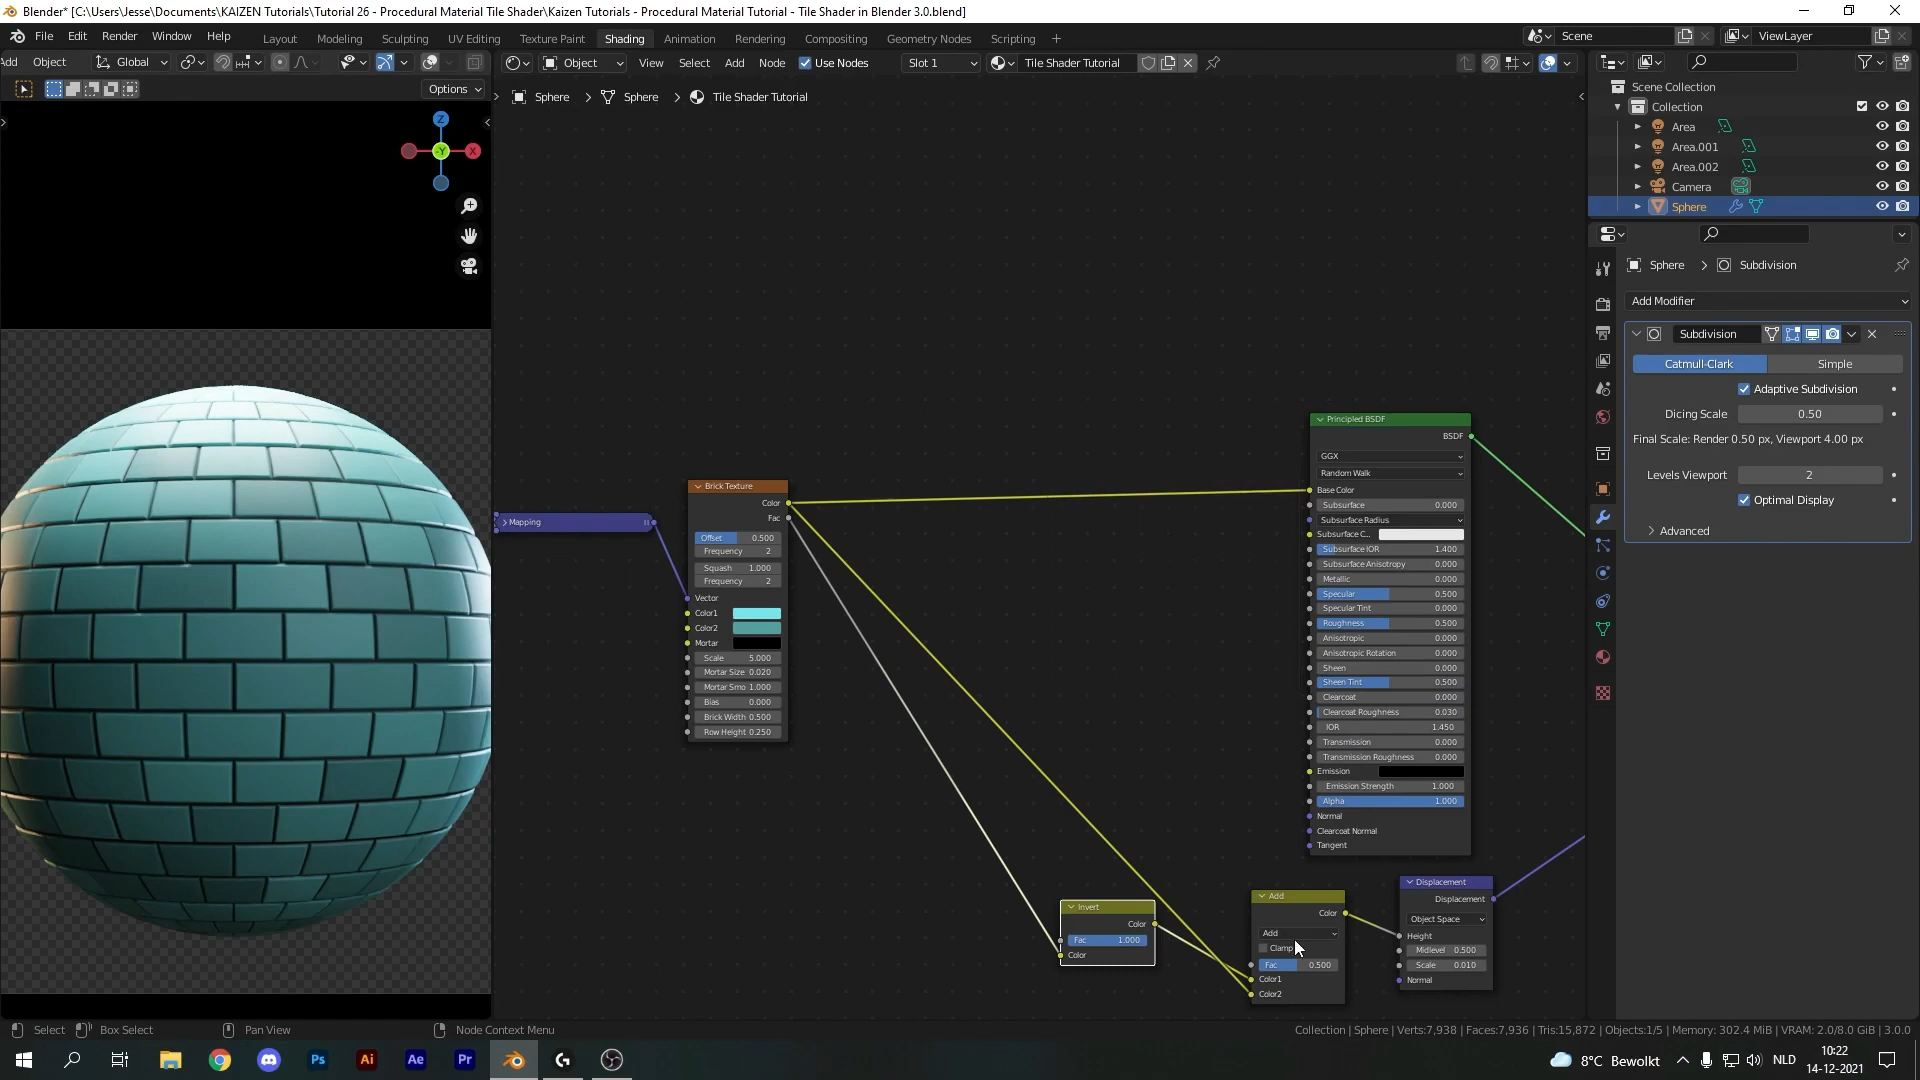 Blender* [C:\Users\Jesse\Documents\KAIZEN Tutorials\Tutorial 26 - Procedural Material Tile Shader\Kaizen Tutorials - Procedural Material Tutorial - Tile Shader in Blender 3.0.blend]
File Edit Render Window Help Layout Modeling Sculpting UV Editing Texture Paint Shading Animation Rendering Compositing Geometry Nodes Scripting + Scene ViewLayer
Add Object Global Object View Select Add Node Use Nodes Slot 1 Tile Shader Tutorial
Options
Sphere > Sphere > Tile Shader Tutorial
Z
-Y X
Scene Collection
Collection
Area
Area.001
Area.002
Camera
Sphere
Sphere > Subdivision
Add Modifier
Subdivision
Catmull-Clark Simple
Adaptive Subdivision
Dicing Scale 0.50
Final Scale: Render 0.50 px, Viewport 4.00 px
Levels Viewport 2
Optimal Display
Advanced
Mapping
Brick Texture
Color
Fac
Offset 0.500
Frequency 2
Squash 1.000
Frequency 2
Vector
Color1
Color2
Mortar
Scale 5.000
Mortar Size 0.020
Mortar Smo 1.000
Bias 0.000
Brick Width 0.500
Row Height 0.250
Principled BSDF
BSDF
GGX
Random Walk
Base Color
Subsurface 0.000
Subsurface Radius
Subsurface C...
Subsurface IOR 1.400
Subsurface Anisotropy 0.000
Metallic 0.000
Specular 0.500
Specular Tint 0.000
Roughness 0.500
Anisotropic 0.000
Anisotropic Rotation 0.000
Sheen 0.000
Sheen Tint 0.500
Clearcoat 0.000
Clearcoat Roughness 0.030
IOR 1.450
Transmission 0.000
Transmission Roughness 0.000
Emission
Emission Strength 1.000
Alpha 1.000
Normal
Clearcoat Normal
Tangent
Invert
Color
Fac 1.000
Color
Add
Color
Add
Clamp
Fac 0.500
Color1
Color2
Displacement
Displacement
Object Space
Height
Midlevel 0.500
Scale 0.010
Normal
Select Box Select Pan View Node Context Menu Collection | Sphere | Verts:7,938 | Faces:7,936 | Tris:15,872 | Objects:1/5 | Memory: 302.4 MiB | VRAM: 2.0/8.0 GiB | 3.0.0
Ps Ai Ae Pr 8°C Bewolkt NLD 10:22
14-12-2021